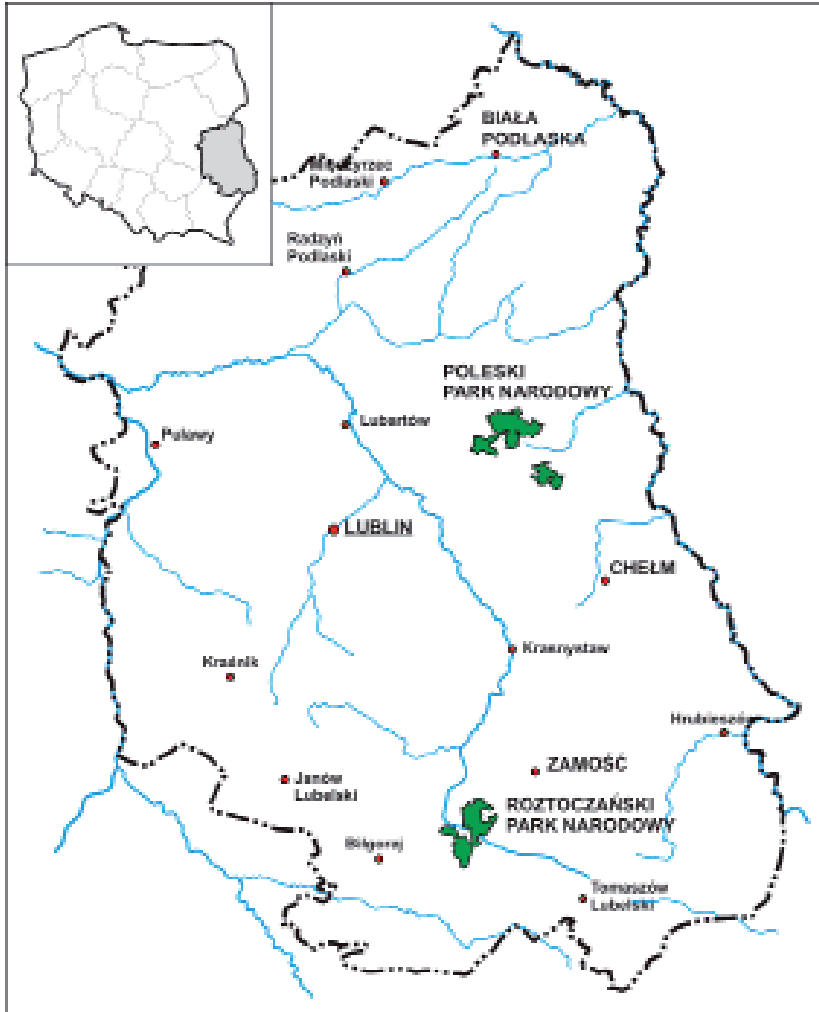 BIAŁA
PODLASKA
Międzyrzec
Podlaski
Radzyń
Podlaski
POLESKI
PARK NARODOWY
Lubartów
Puławy
LUBLIN
CHEŁM
Kraśnik
Krasnystaw
Hrubieszów
ZAMOŚĆ
Janów
Lubelski
ROZTOCZAŃSKI
PARK NARODOWY
Biłgoraj
Tomaszów
Lubelski